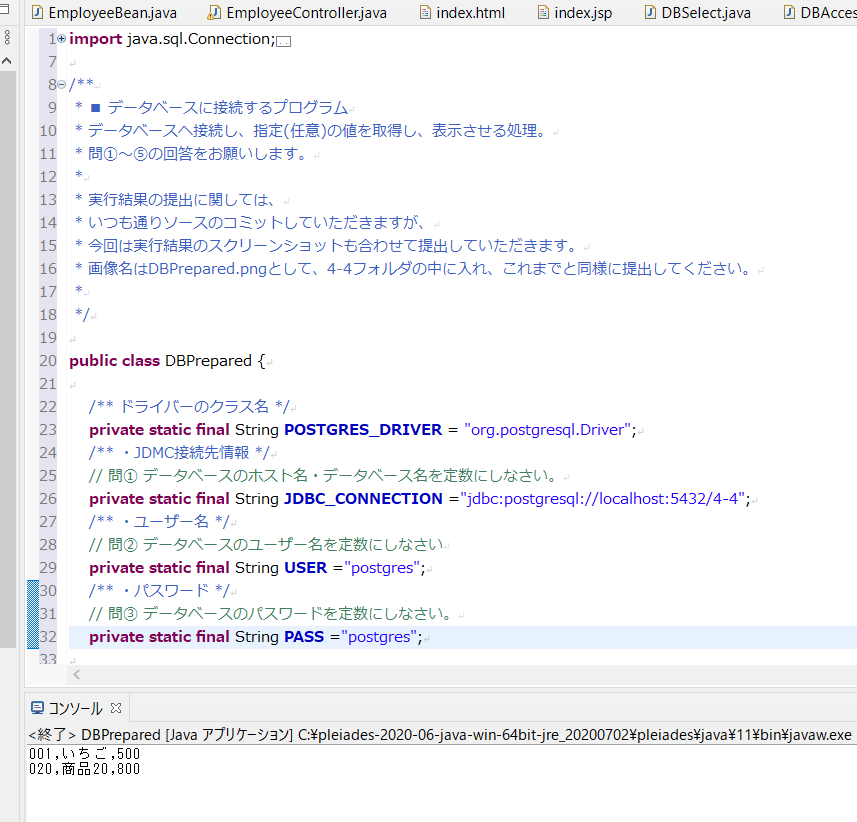 EmployeeBean.java EmployeeController.java index.html index.jsp DBSelect.java DBAcces
1 import java.sql.Connection;
7
8 /**
9 * ■ データベースに接続するプログラム
10 * データベースへ接続し、指定(任意)の値を取得し、表示させる処理。
11 * 問①～⑤の回答をお願いします。
12 *
13 * 実行結果の提出に関しては、
14 * いつも通りソースのコミットしていただきますが、
15 * 今回は実行結果のスクリーンショットも合わせて提出していただきます。
16 * 画像名はDBPrepared.pngとして、4-4フォルダの中に入れ、これまでと同様に提出してください。
17 *
18 */
19
20 public class DBPrepared {
21
22 /** ドライバーのクラス名 */
23 private static final String POSTGRES_DRIVER = "org.postgresql.Driver";
24 /** ・JDMC接続先情報 */
25 // 問① データベースのホスト名・データベース名を定数にしなさい。
26 private static final String JDBC_CONNECTION ="jdbc:postgresql://localhost:5432/4-4";
27 /** ・ユーザー名 */
28 // 問② データベースのユーザー名を定数にしなさい
29 private static final String USER ="postgres";
30 /** ・パスワード */
31 // 問③ データベースのパスワードを定数にしなさい。
32 private static final String PASS ="postgres";
33
コンソール
<終了> DBPrepared [Java アプリケーション] C:¥pleiades-2020-06-java-win-64bit-jre_20200702¥pleiades¥java¥11¥bin¥javaw.exe
001,いちご,500
020,商品20,800